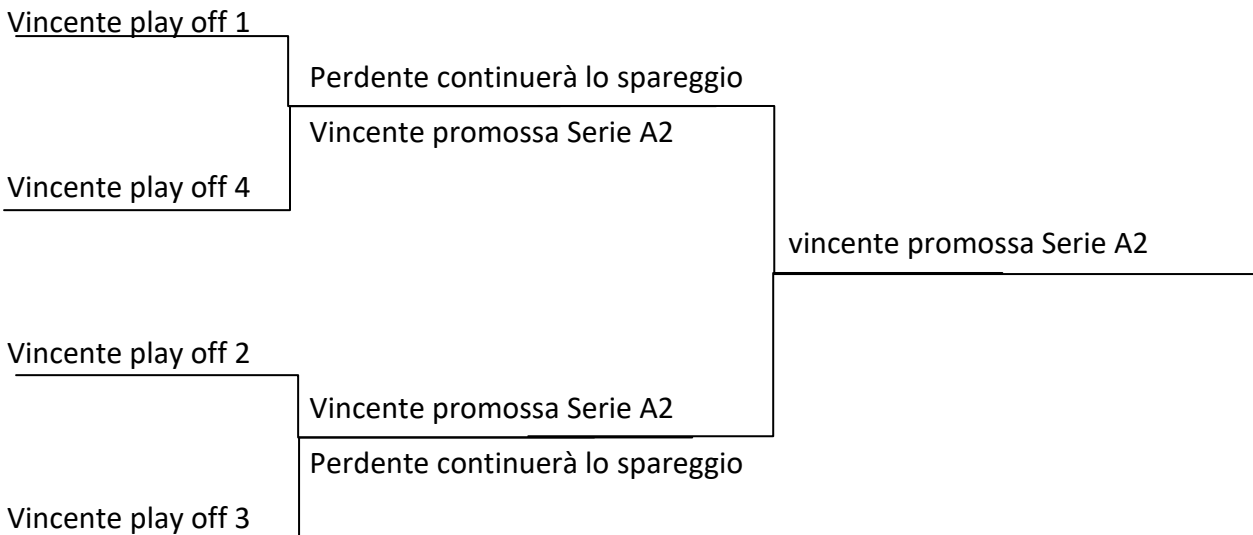 Vincente play off 1
Perdente continuerà lo spareggio
Vincente promossa Serie A2
Vincente play off 4
vincente promossa Serie A2
Vincente play off 2
Vincente promossa Serie A2
Perdente continuerà lo spareggio
Vincente play off 3